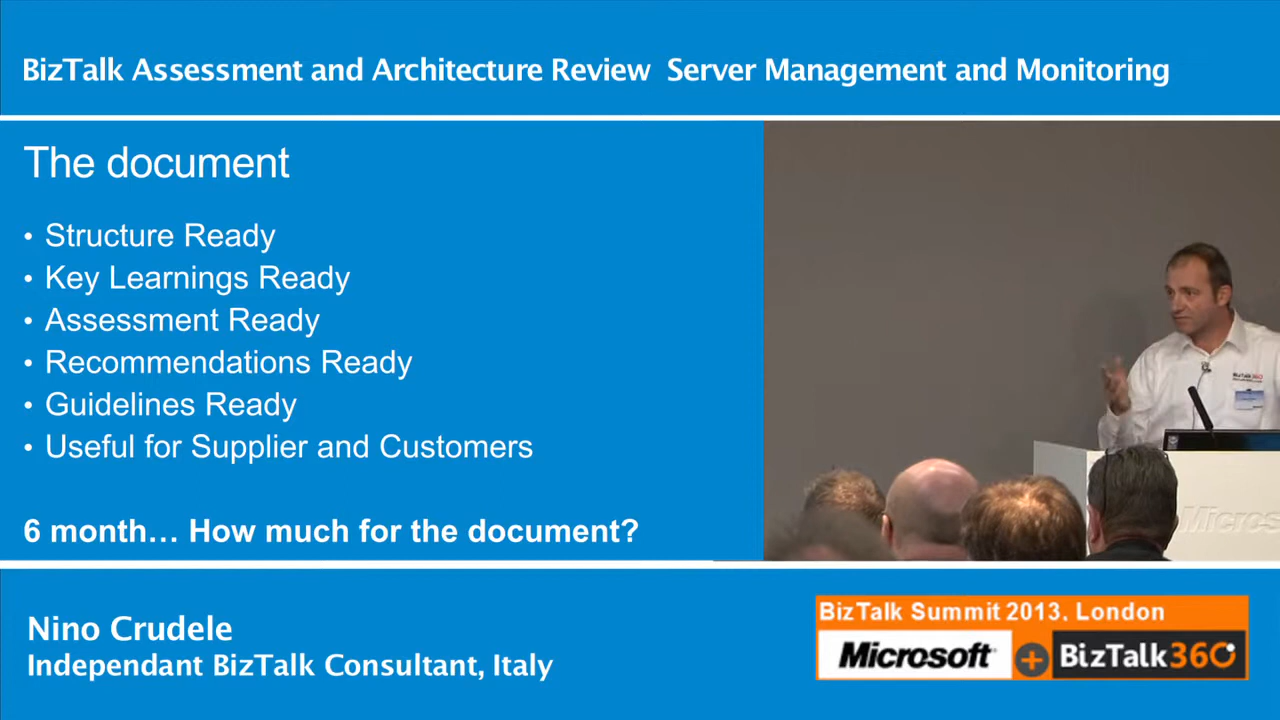 BizTalk Assessment and Architecture Review  Server Management and Monitoring
The document
• Structure Ready
• Key Learnings Ready
• Assessment Ready
• Recommendations Ready
• Guidelines Ready
• Useful for Supplier and Customers
6 month... How much for the document?
BizTalk360
Nino Crudele
Independant BizTalk Consultant, Italy
BizTalk Summit 2013, London
Microsoft + BizTalk360